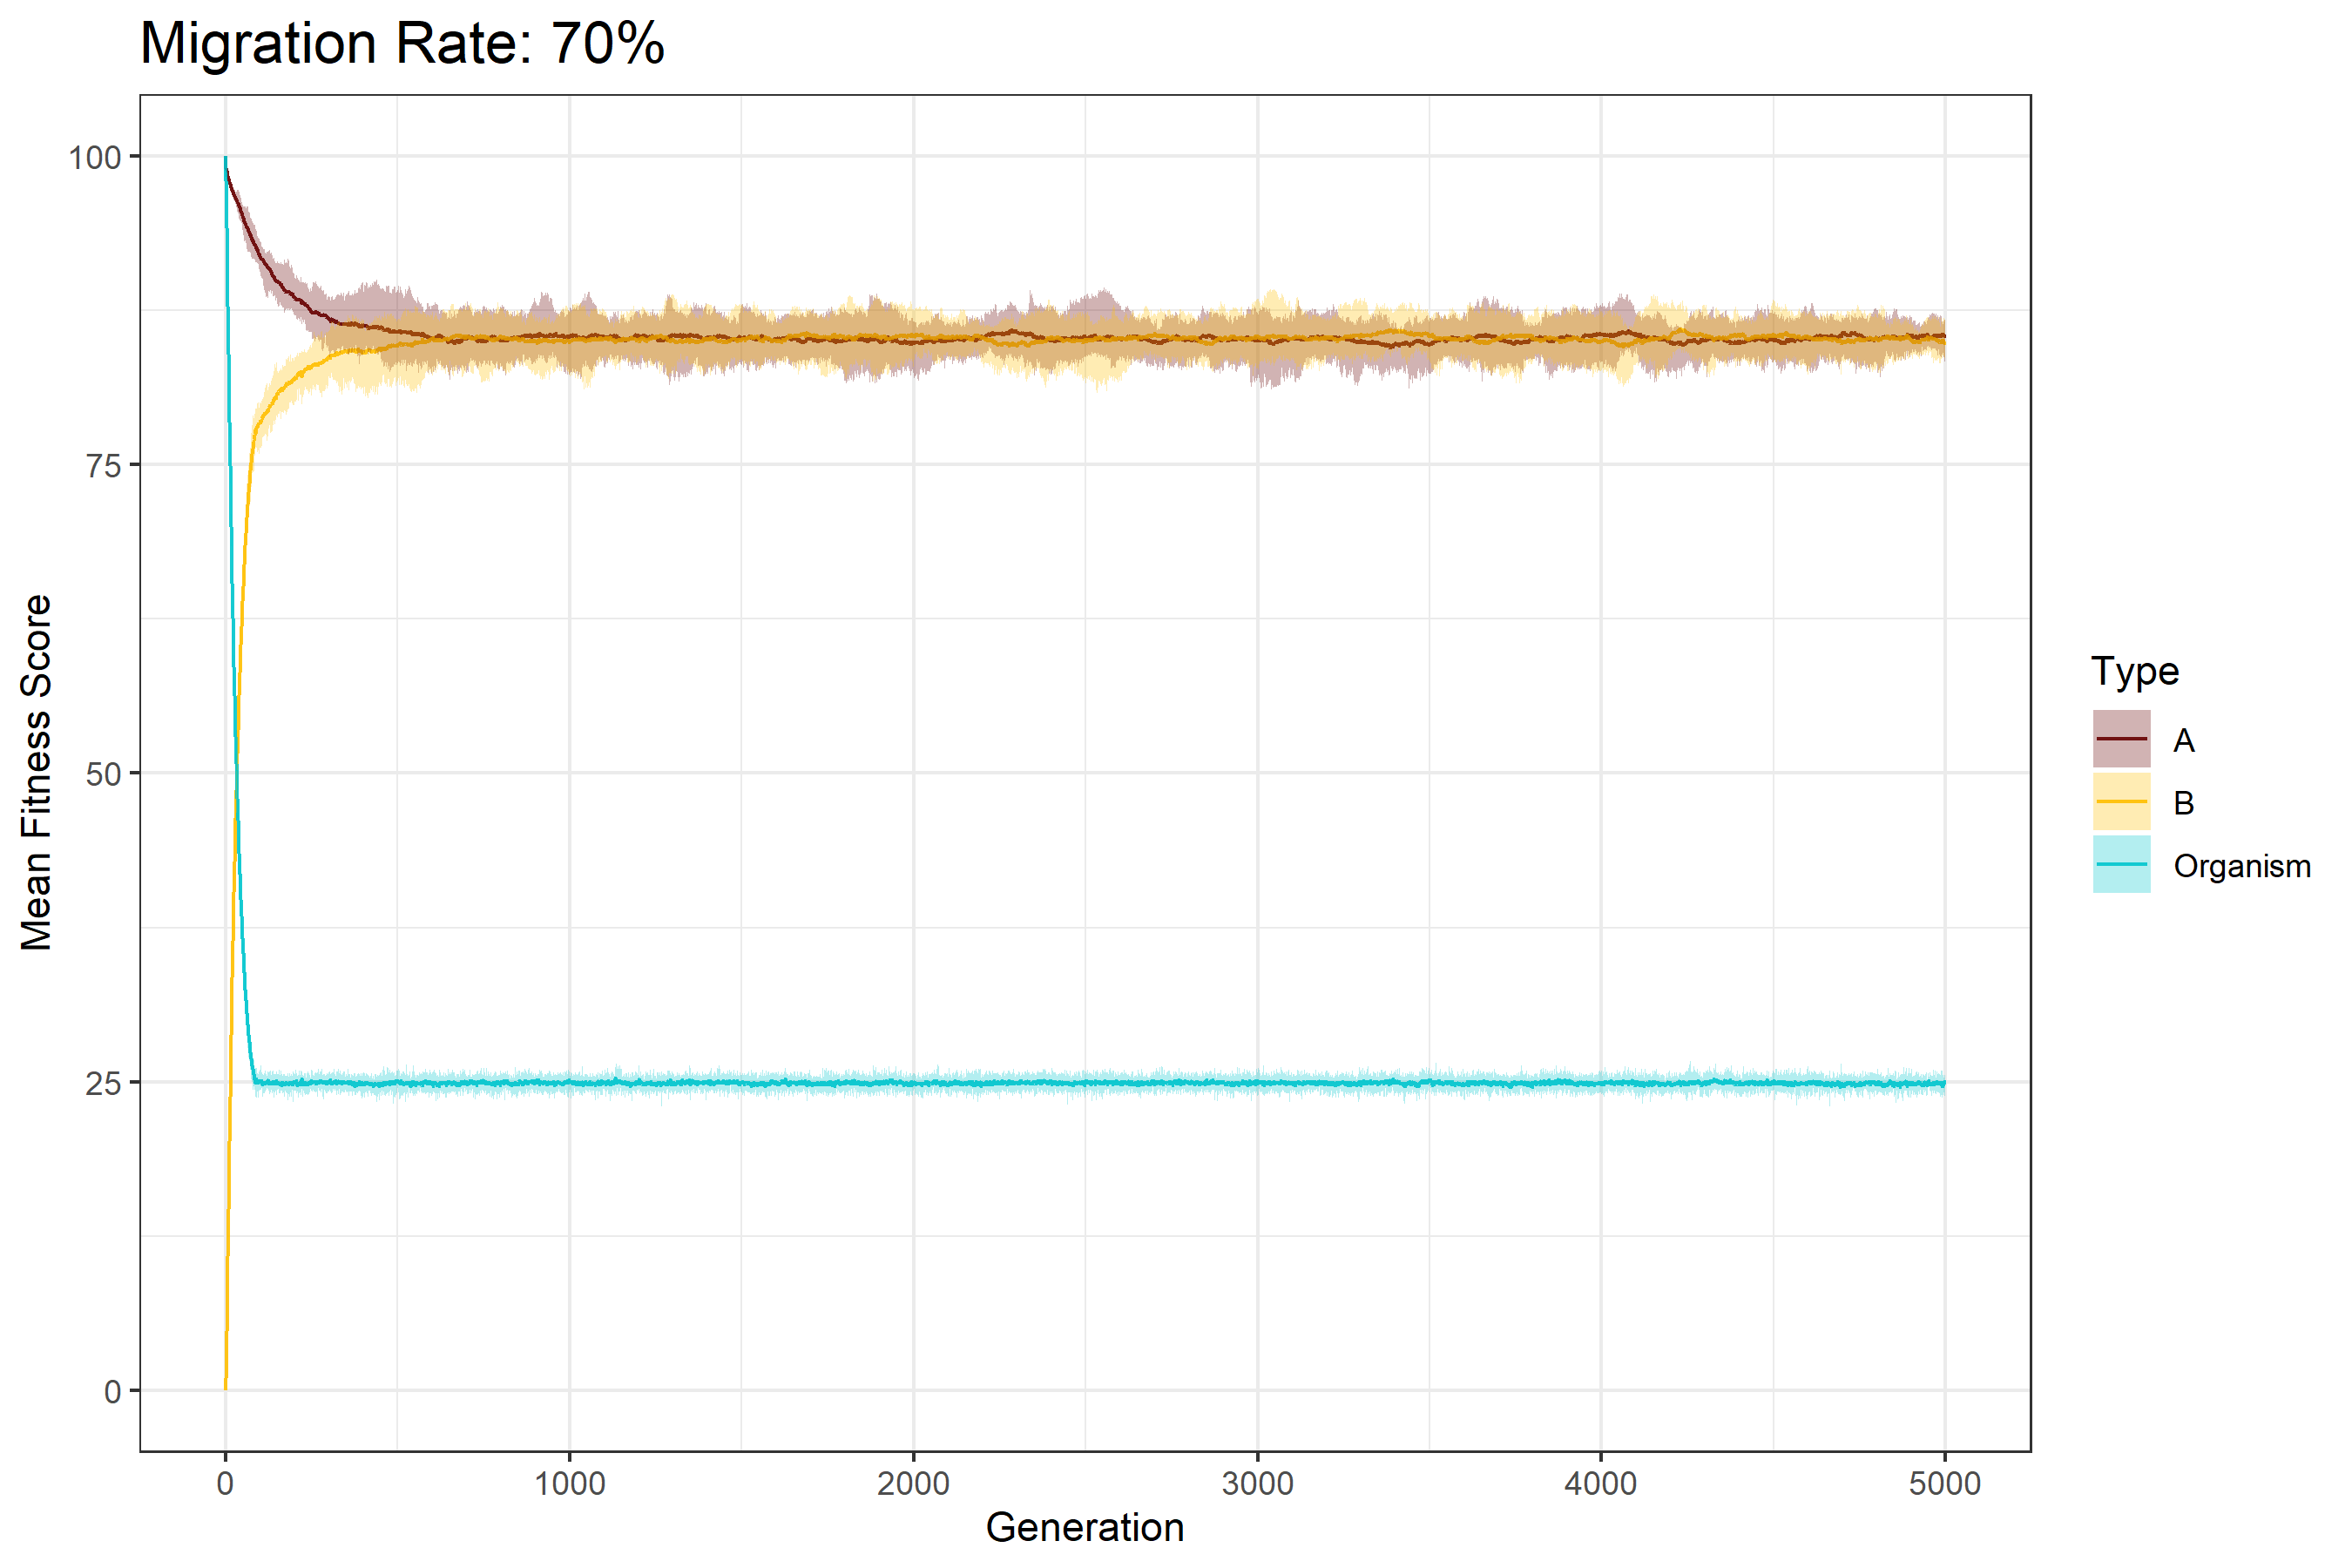 Migration Rate: 70%
Mean Fitness Score
100
75
50
25
0
0 1000 2000 3000 4000 5000
Generation
Type
A
B
Organism